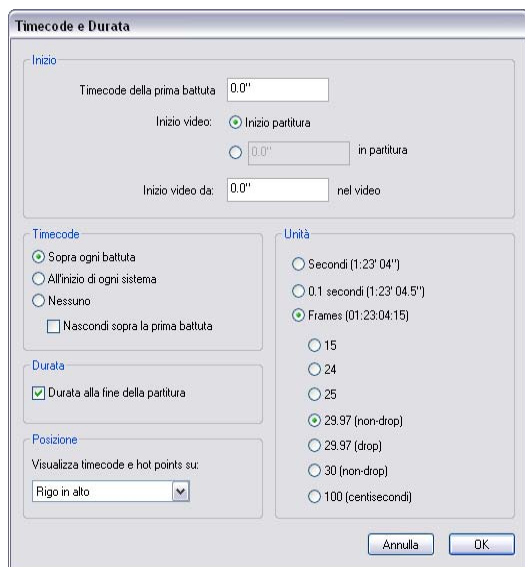 Timecode e Durata
Inizio
Timecode della prima battuta 0.0"
Inizio video: Inizio partitura
0.0" in partitura
Inizio video da: 0.0" nel video
Timecode
Sopra ogni battuta
All'inizio di ogni sistema
Nessuno
Nascondi sopra la prima battuta
Durata
Durata alla fine della partitura
Posizione
Visualizza timecode e hot points su:
Rigo in alto
Unità
Secondi (1:23' 04")
0.1 secondi (1:23' 04.5")
Frames (01:23:04:15)
15
24
25
29.97 (non-drop)
29.97 (drop)
30 (non-drop)
100 (centisecondi)
Annulla OK